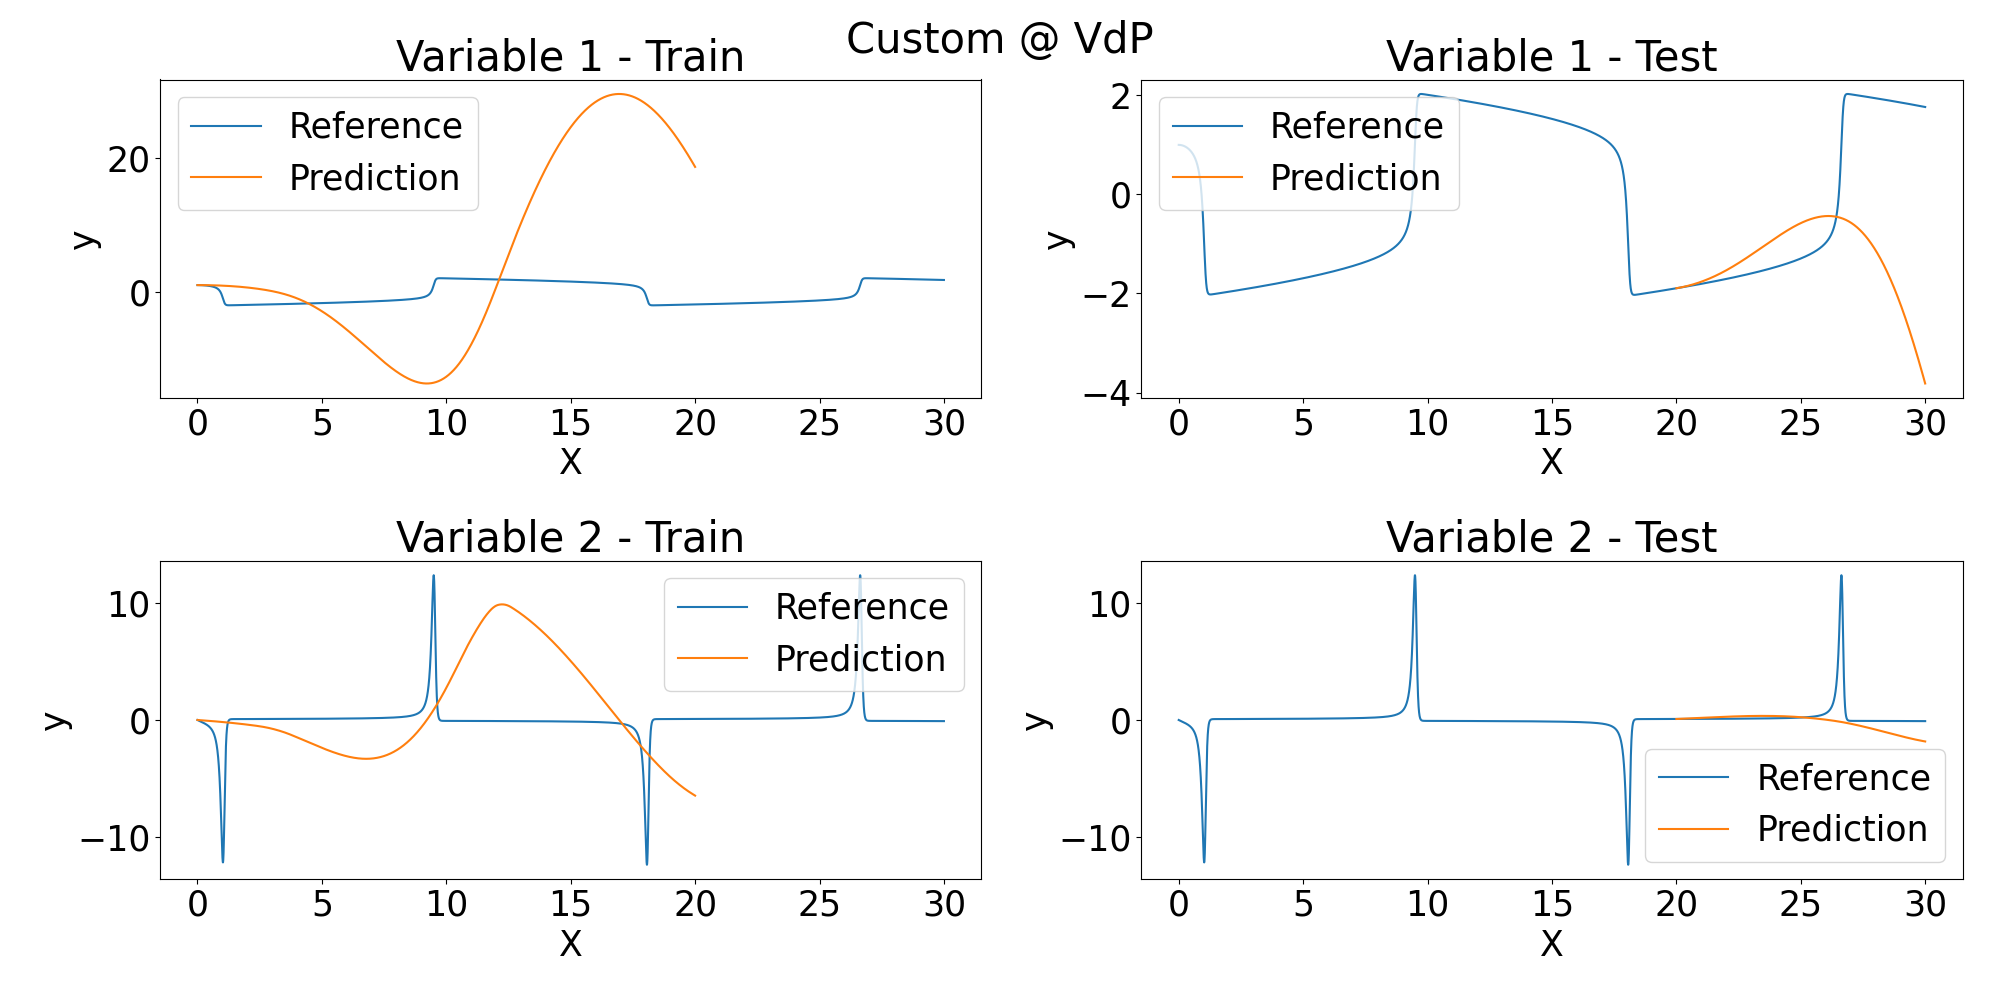 Custom @ VdP
Variable 1 - Train
Reference
Prediction
20
0
y
0 5 10 15 20 25 30
X
Variable 1 - Test
Reference
Prediction
2
0
−2
−4
y
0 5 10 15 20 25 30
X
Variable 2 - Train
Reference
Prediction
10
0
−10
y
0 5 10 15 20 25 30
X
Variable 2 - Test
Reference
Prediction
10
0
−10
y
0 5 10 15 20 25 30
X